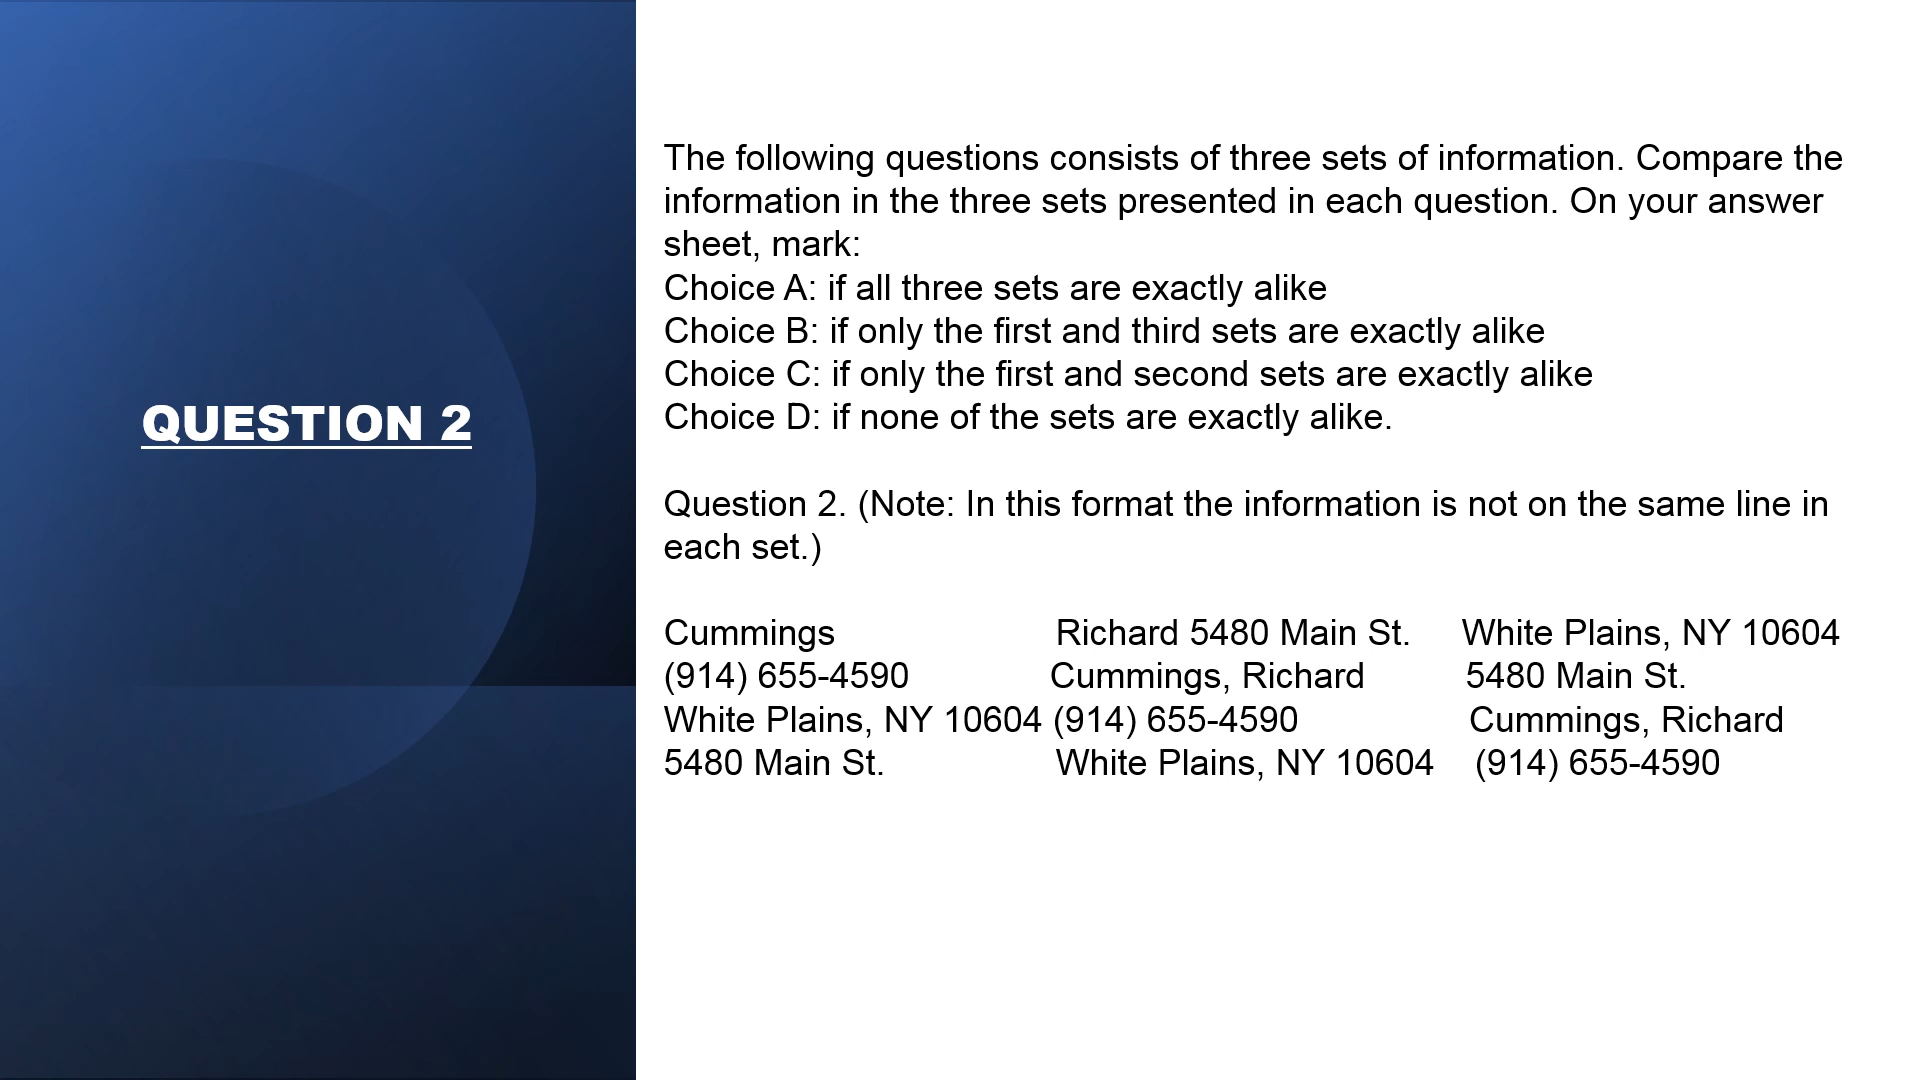 QUESTION 2
The following questions consists of three sets of information. Compare the
information in the three sets presented in each question. On your answer
sheet, mark:
Choice A: if all three sets are exactly alike
Choice B: if only the first and third sets are exactly alike
Choice C: if only the first and second sets are exactly alike
Choice D: if none of the sets are exactly alike.
Question 2. (Note: In this format the information is not on the same line in
each set.)
Cummings Richard 5480 Main St. White Plains, NY 10604
(914) 655-4590 Cummings, Richard 5480 Main St.
White Plains, NY 10604 (914) 655-4590 Cummings, Richard
5480 Main St. White Plains, NY 10604 (914) 655-4590